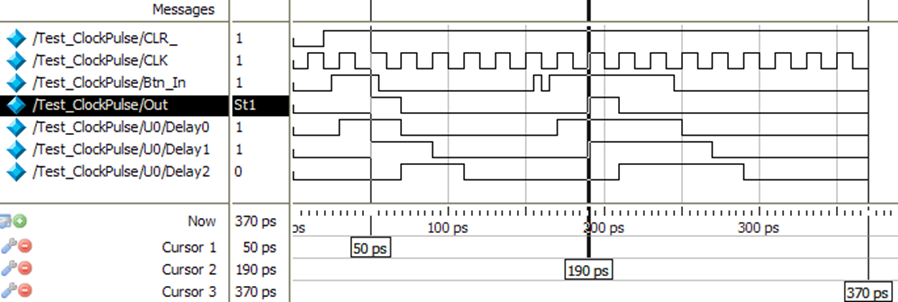 Messages
/Test_ClockPulse/CLR_ 1
/Test_ClockPulse/CLK 1
/Test_ClockPulse/Btn_In 1
/Test_ClockPulse/Out St1
/Test_ClockPulse/U0/Delay0 1
/Test_ClockPulse/U0/Delay1 1
/Test_ClockPulse/U0/Delay2 0
Now 370 ps ps 100 ps 200 ps 300 ps
Cursor 1 50 ps 50 ps
Cursor 2 190 ps 190 ps
Cursor 3 370 ps 370 ps